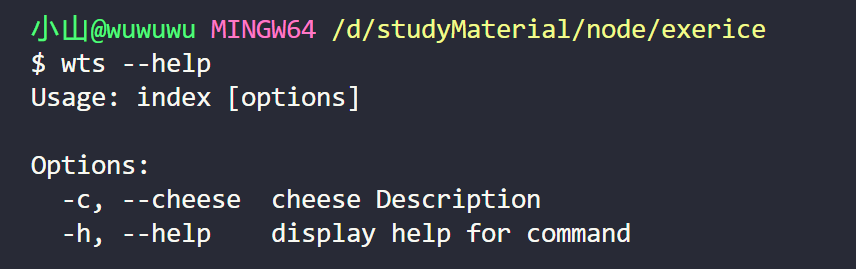 小山@wuwuwu MINGW64 /d/studyMaterial/node/exerice
$ wts --help
Usage: index [options]
Options:
-c, --cheese  cheese Description
-h, --help    display help for command